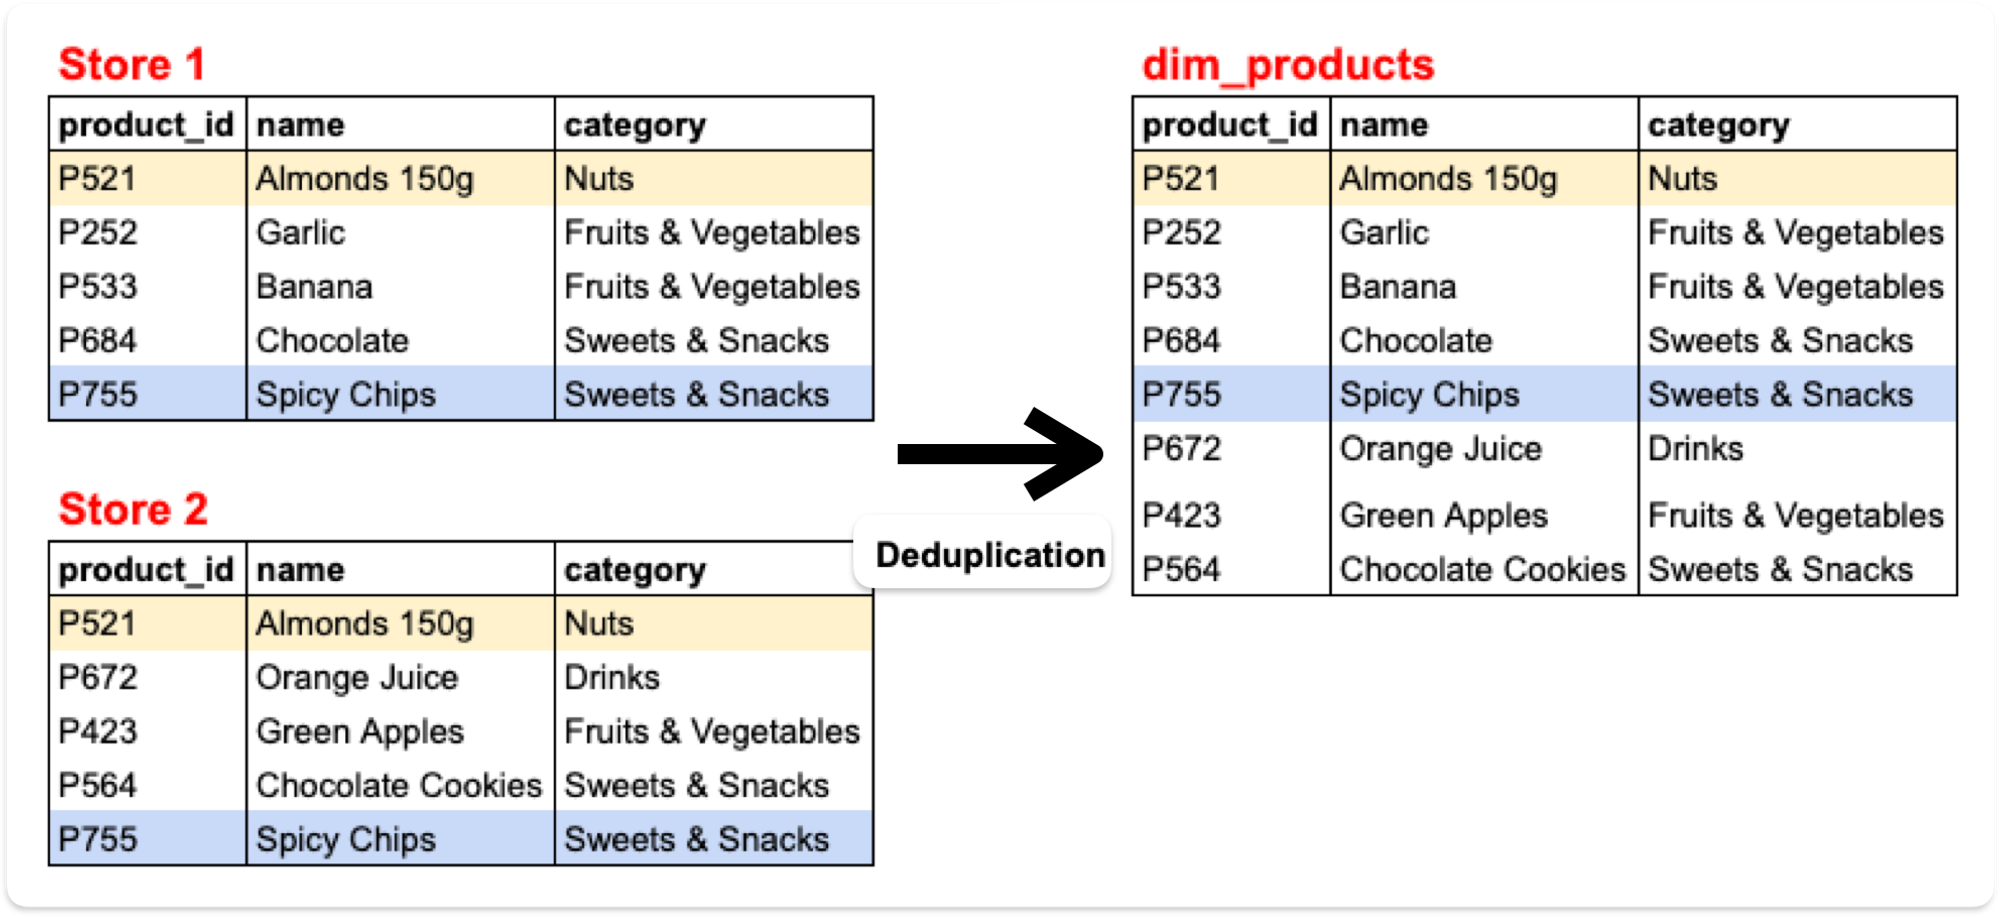 Store 1
product_id name category
P521 Almonds 150g Nuts
P252 Garlic Fruits & Vegetables
P533 Banana Fruits & Vegetables
P684 Chocolate Sweets & Snacks
P755 Spicy Chips Sweets & Snacks
Store 2
product_id name category
P521 Almonds 150g Nuts
P672 Orange Juice Drinks
P423 Green Apples Fruits & Vegetables
P564 Chocolate Cookies Sweets & Snacks
P755 Spicy Chips Sweets & Snacks
Deduplication
dim_products
product_id name category
P521 Almonds 150g Nuts
P252 Garlic Fruits & Vegetables
P533 Banana Fruits & Vegetables
P684 Chocolate Sweets & Snacks
P755 Spicy Chips Sweets & Snacks
P672 Orange Juice Drinks
P423 Green Apples Fruits & Vegetables
P564 Chocolate Cookies Sweets & Snacks